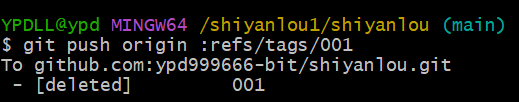 YPDLL@ypd MINGW64 /shiyanlou1/shiyanlou (main)
$ git push origin :refs/tags/001
To github.com:ypd999666-bit/shiyanlou.git
 - [deleted]         001